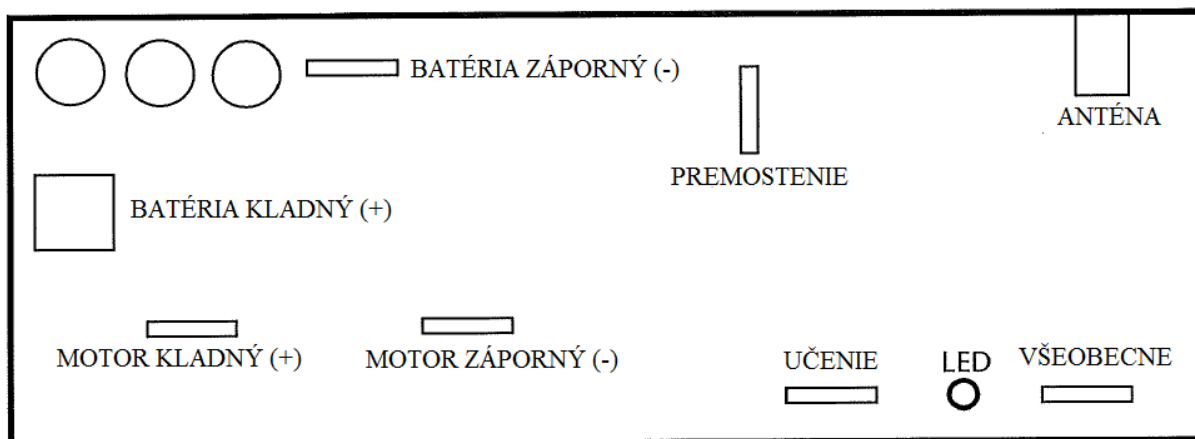 BATÉRIA ZÁPORNÝ (-)
ANTÉNA
PREMOSTENIE
BATÉRIA KLADNÝ (+)
MOTOR KLADNÝ (+)
MOTOR ZÁPORNÝ (-)
UČENIE
LED
VŠEOBECNE